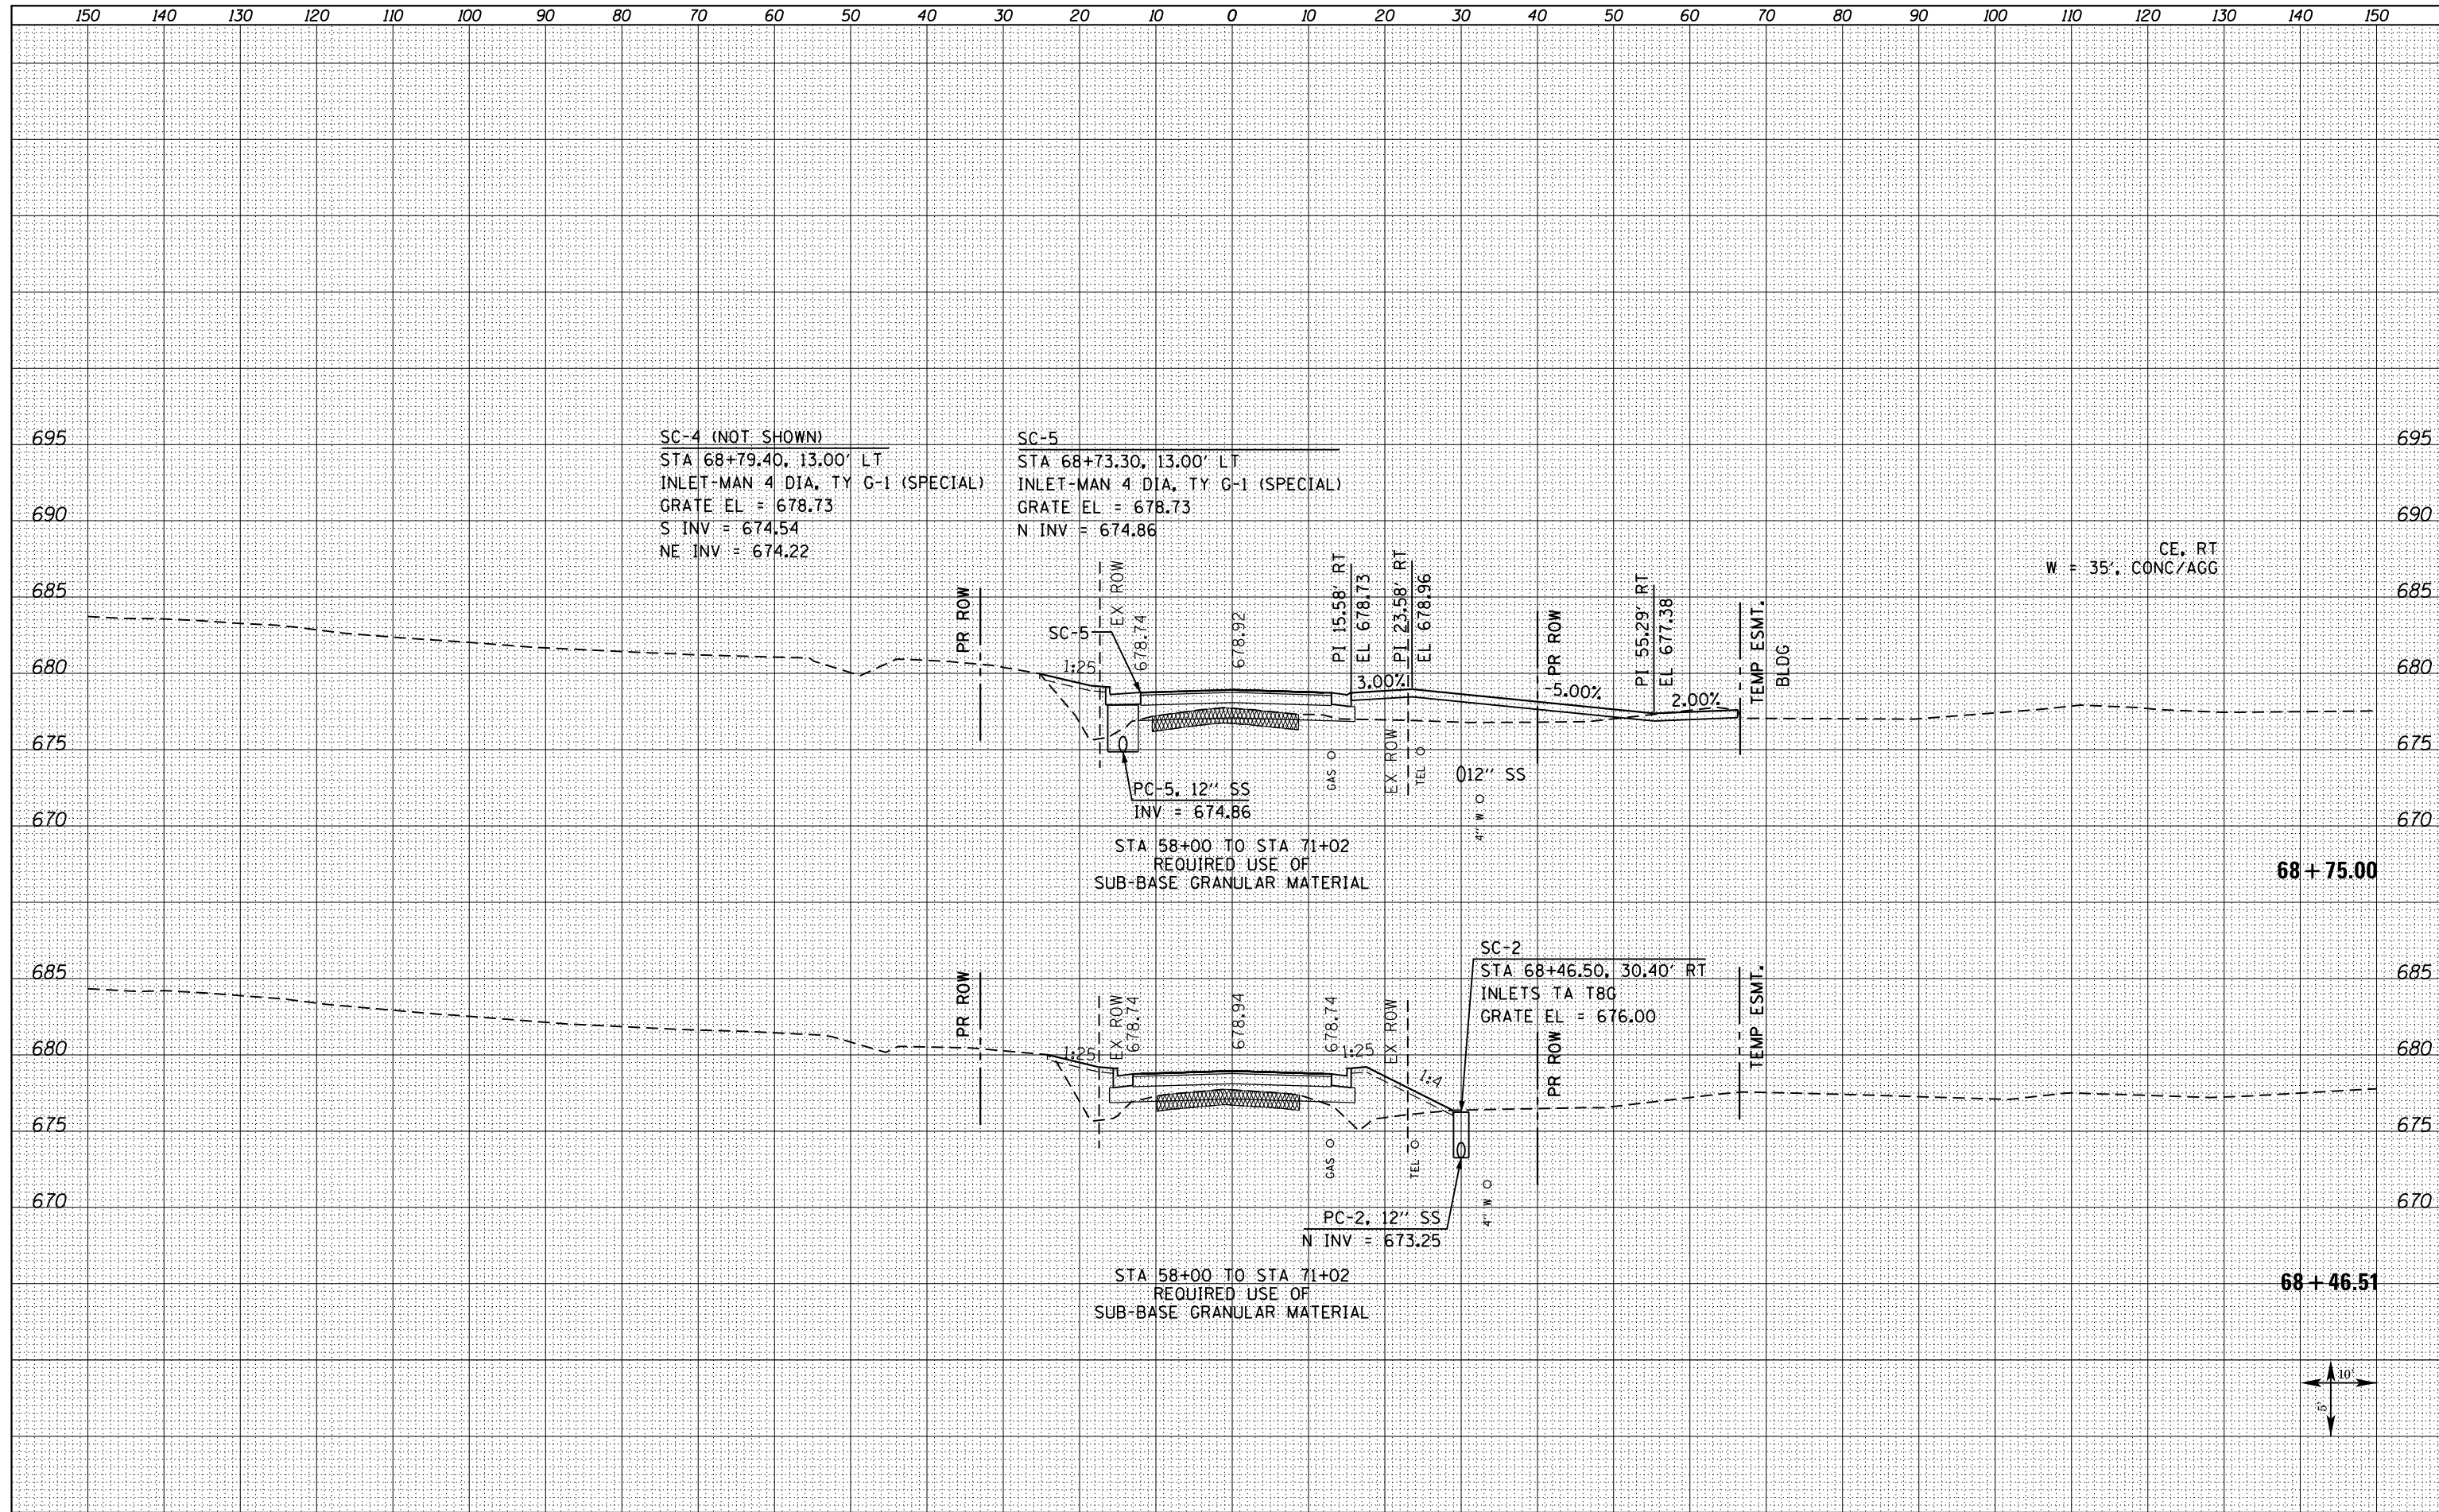 150 140 130 120 110 100 90 80 70 60 50 40 30 20 10 0 10 20 30 40 50 60 70 80 90 100 110 120 130 140 150
695
690
685
680
675
670
SC-4 (NOT SHOWN)
STA 68+79.40, 13.00' LT
INLET-MAN 4 DIA, TY G-1 (SPECIAL)
GRATE EL = 678.73
S INV = 674.54
NE INV = 674.22
SC-5
STA 68+73.30, 13.00' LT
INLET-MAN 4 DIA, TY G-1 (SPECIAL)
GRATE EL = 678.73
N INV = 674.86
CE, RT
W = 35', CONC/AGG
PR ROW
EX ROW
SC-5
1:25
678.74
678.92
PI 15.58' RT
EL 678.73
PI 23.58' RT
EL 678.96
3.00%
-5.00%
PR ROW
PI 55.29' RT
EL 677.38
2.00%
TEMP ESMT.
BLDG
GAS
EX ROW
TEL
12'' SS
4'' W
PC-5, 12'' SS
INV = 674.86
STA 58+00 TO STA 71+02
REQUIRED USE OF
SUB-BASE GRANULAR MATERIAL
695
690
685
680
675
670
68+75.00
685
680
675
670
PR ROW
1:25
EX ROW
678.74
678.94
678.74
1:25
EX ROW
1:4
SC-2
STA 68+46.50, 30.40' RT
INLETS TA T8G
GRATE EL = 676.00
PR ROW
TEMP ESMT.
GAS
TEL
4'' W
PC-2, 12'' SS
N INV = 673.25
STA 58+00 TO STA 71+02
REQUIRED USE OF
SUB-BASE GRANULAR MATERIAL
685
680
675
670
68+46.51
10'
5'